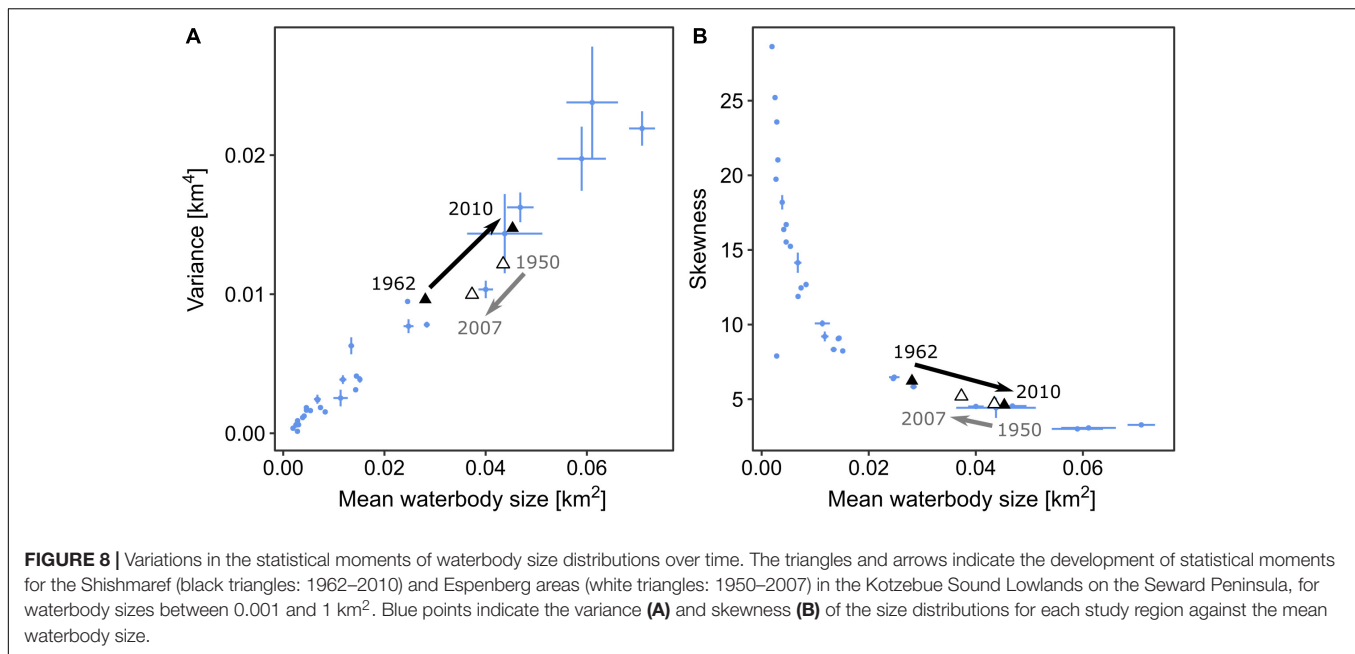 A
B
Variance [km4]
0.02
0.01
0.00
2010
1962
1950
2007
0.00 0.02 0.04 0.06
Mean waterbody size [km2]
Skewness
25
20
15
10
5
1962
2010
2007
1950
0.00 0.02 0.04 0.06
Mean waterbody size [km2]
FIGURE 8 | Variations in the statistical moments of waterbody size distributions over time. The triangles and arrows indicate the development of statistical moments
for the Shishmaref (black triangles: 1962–2010) and Espenberg areas (white triangles: 1950–2007) in the Kotzebue Sound Lowlands on the Seward Peninsula, for
waterbody sizes between 0.001 and 1 km2. Blue points indicate the variance (A) and skewness (B) of the size distributions for each study region against the mean
waterbody size.